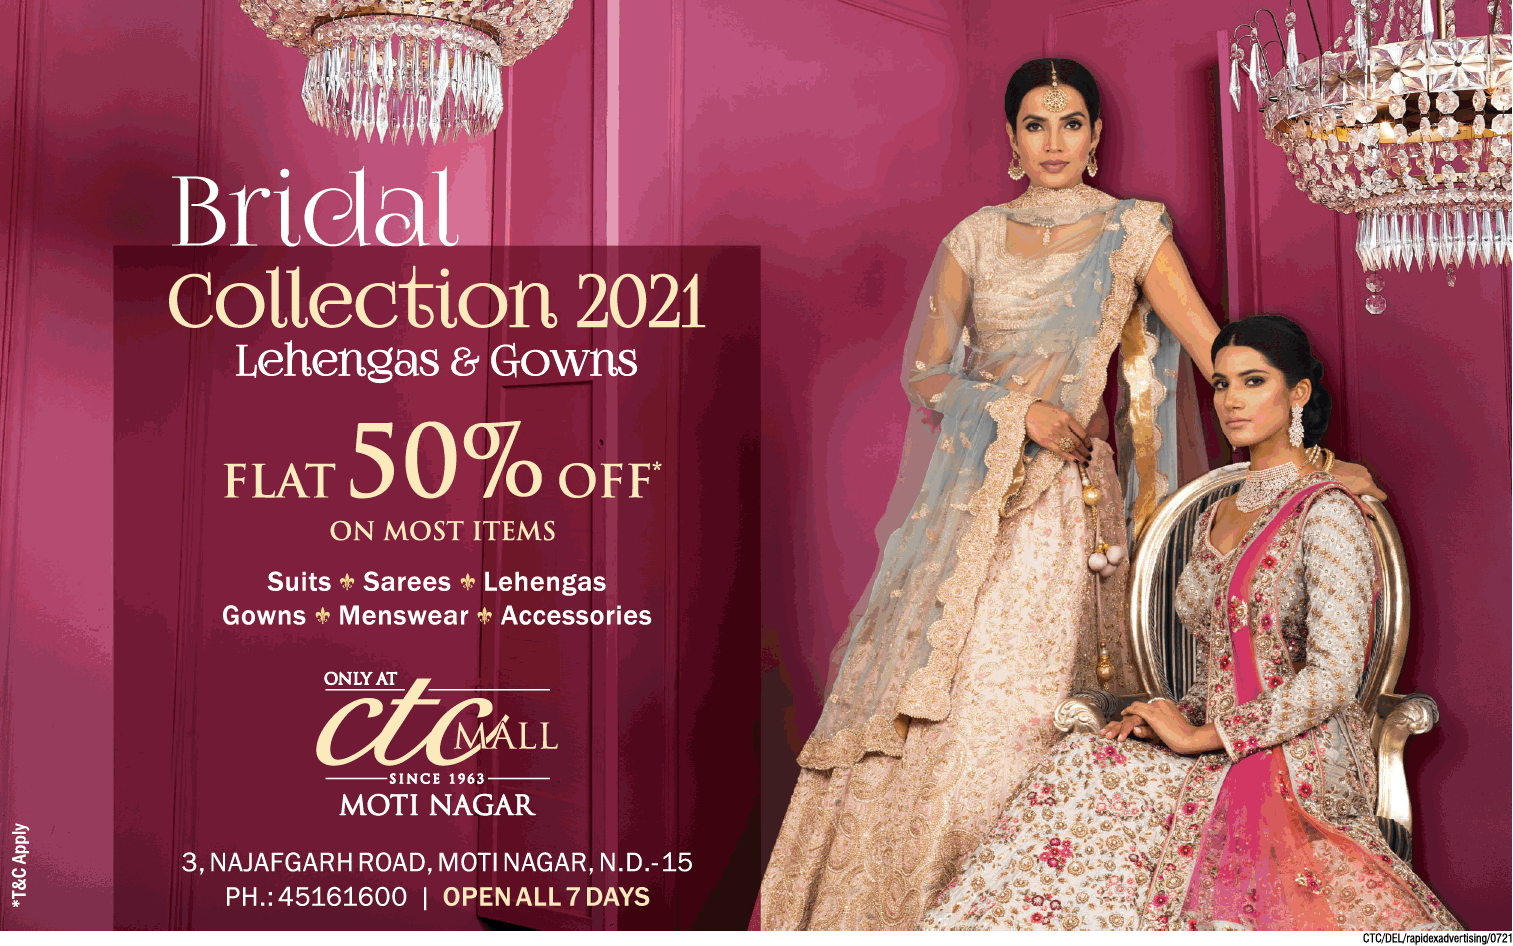 Bridal
Collection 2021
Lehengas & Gowns
FLAT 50% OFF*
ON MOST ITEMS
Suits ⚜ Sarees ⚜ Lehengas
Gowns ⚜ Menswear ⚜ Accessories
ONLY AT
ctc MALL
SINCE 1963
MOTI NAGAR
3, NAJAFGARH ROAD, MOTI NAGAR, N.D.-15
PH.: 45161600 | OPEN ALL 7 DAYS
*T&C Apply
CTC/DEL/rapidexadvertising/0721